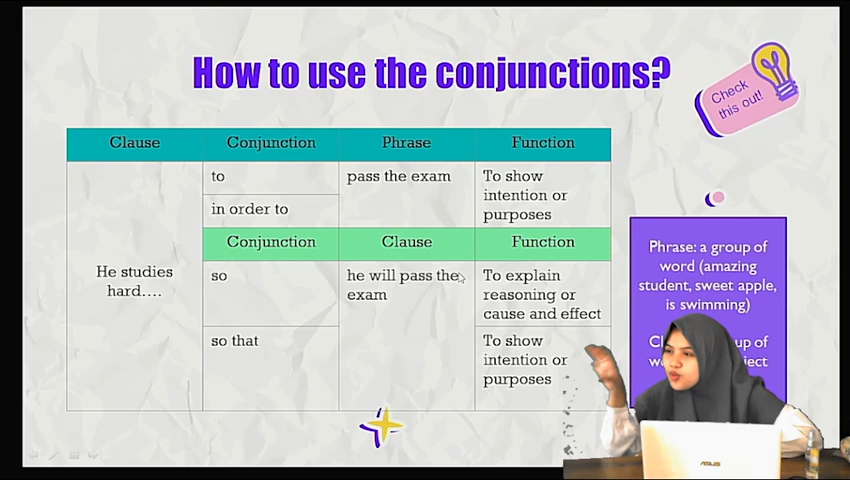 How to use the conjunctions?
Check
this out!
Clause Conjunction Phrase Function
to pass the exam To show
intention or
purposes
in order to
Conjunction Clause Function
He studies
hard....
so he will pass the To explain
exam reasoning or
cause and effect
so that To show
intention or
purposes
Phrase: a group of
word (amazing
student, sweet apple,
is swimming)
ASUS